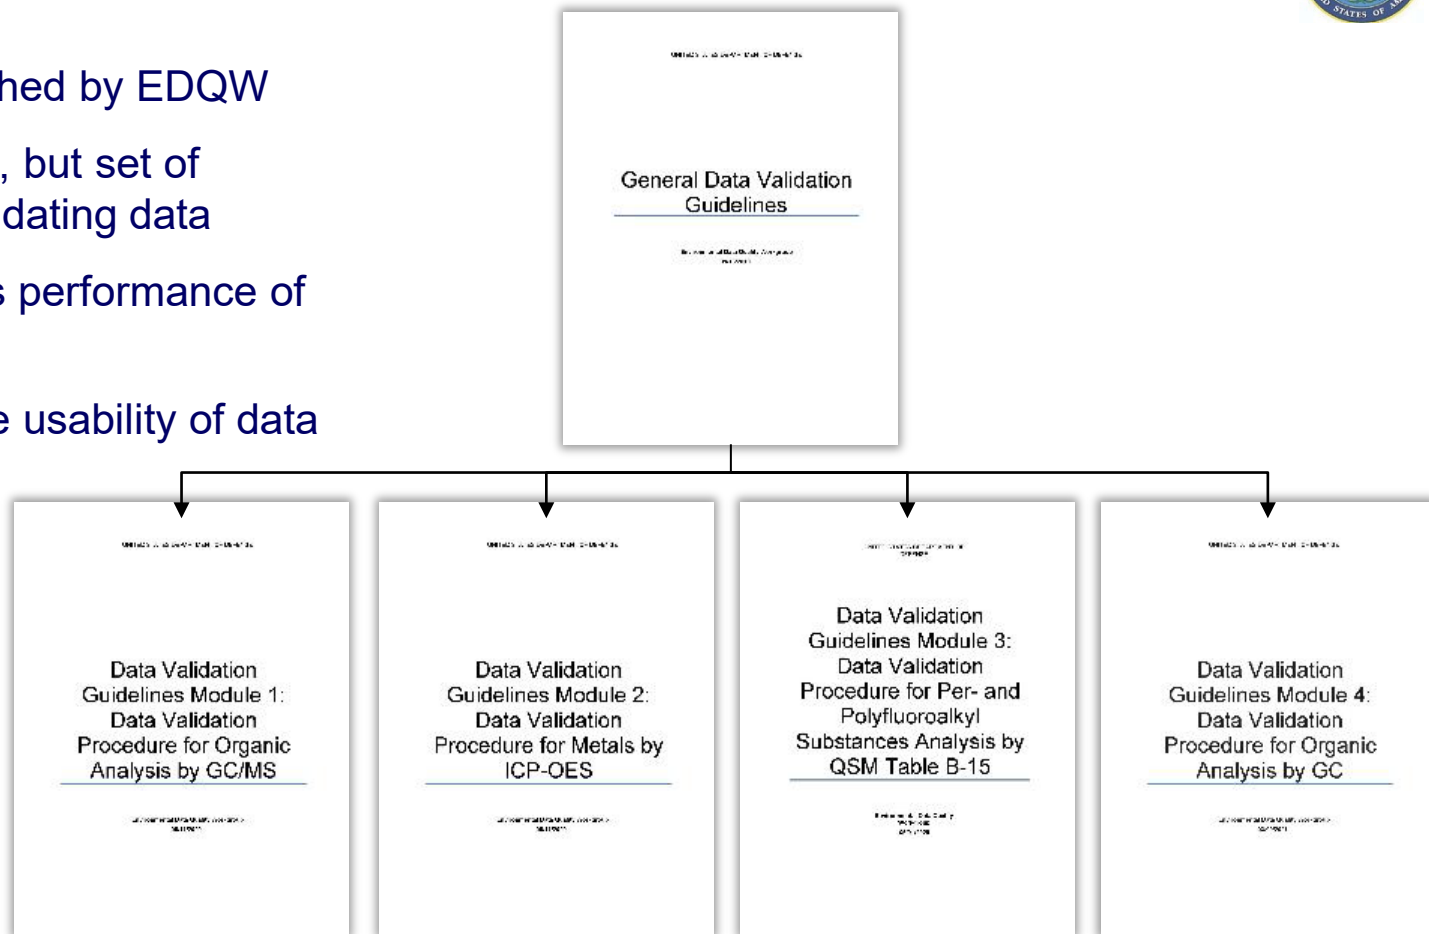 STATES OF
hed by EDQW
, but set of
dating data
s performance of
e usability of data
General Data Validation
Guidelines
Data Validation
Guidelines Module 1:
Data Validation
Procedure for Organic
Analysis by GC/MS
Data Validation
Guidelines Module 2:
Data Validation
Procedure for Metals by
ICP-OES
Data Validation
Guidelines Module 3:
Data Validation
Procedure for Per- and
Polyfluoroalkyl
Substances Analysis by
QSM Table B-15
Data Validation
Guidelines Module 4:
Data Validation
Procedure for Organic
Analysis by GC